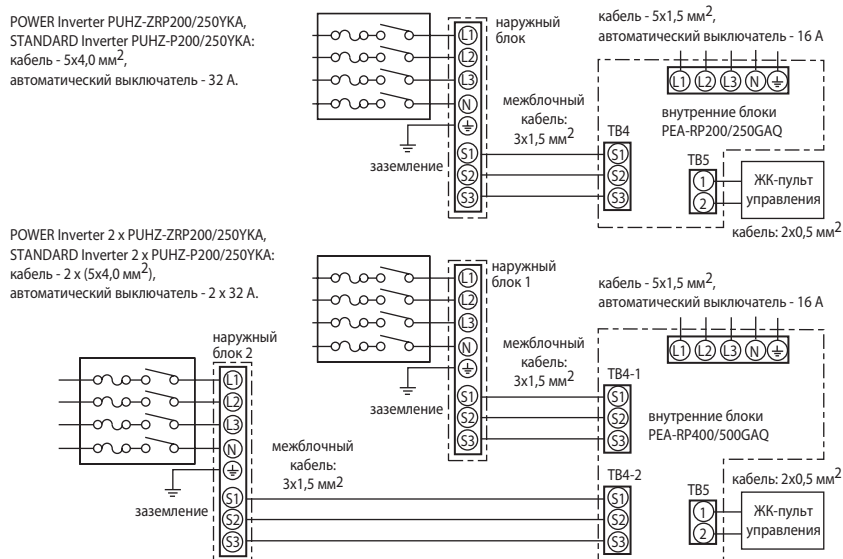 POWER Inverter PUHZ-ZRP200/250YKA,
STANDARD Inverter PUHZ-P200/250YKA:
кабель - 5x4,0 мм²,
автоматический выключатель - 32 А.
наружный
блок
L1
L2
L3
N
S1
S2
S3
заземление
межблочный
кабель:
3x1,5 мм²
кабель - 5x1,5 мм²,
автоматический выключатель - 16 А
L1 L2 L3 N
внутренние блоки
PEA-RP200/250GAQ
TB4
S1
S2
S3
TB5
1
2
ЖК-пульт
управления
кабель: 2x0,5 мм²
POWER Inverter 2 x PUHZ-ZRP200/250YKA,
STANDARD Inverter 2 x PUHZ-P200/250YKA:
кабель - 2 x (5x4,0 мм²),
автоматический выключатель - 2 x 32 А.
наружный
блок 1
L1
L2
L3
N
S1
S2
S3
заземление
межблочный
кабель:
3x1,5 мм²
кабель - 5x1,5 мм²,
автоматический выключатель - 16 А
L1 L2 L3 N
TB4-1
S1
S2
S3
внутренние блоки
PEA-RP400/500GAQ
наружный
блок 2
L1
L2
L3
N
S1
S2
S3
заземление
межблочный
кабель:
3x1,5 мм²
TB4-2
S1
S2
S3
TB5
1
2
кабель: 2x0,5 мм²
ЖК-пульт
управления